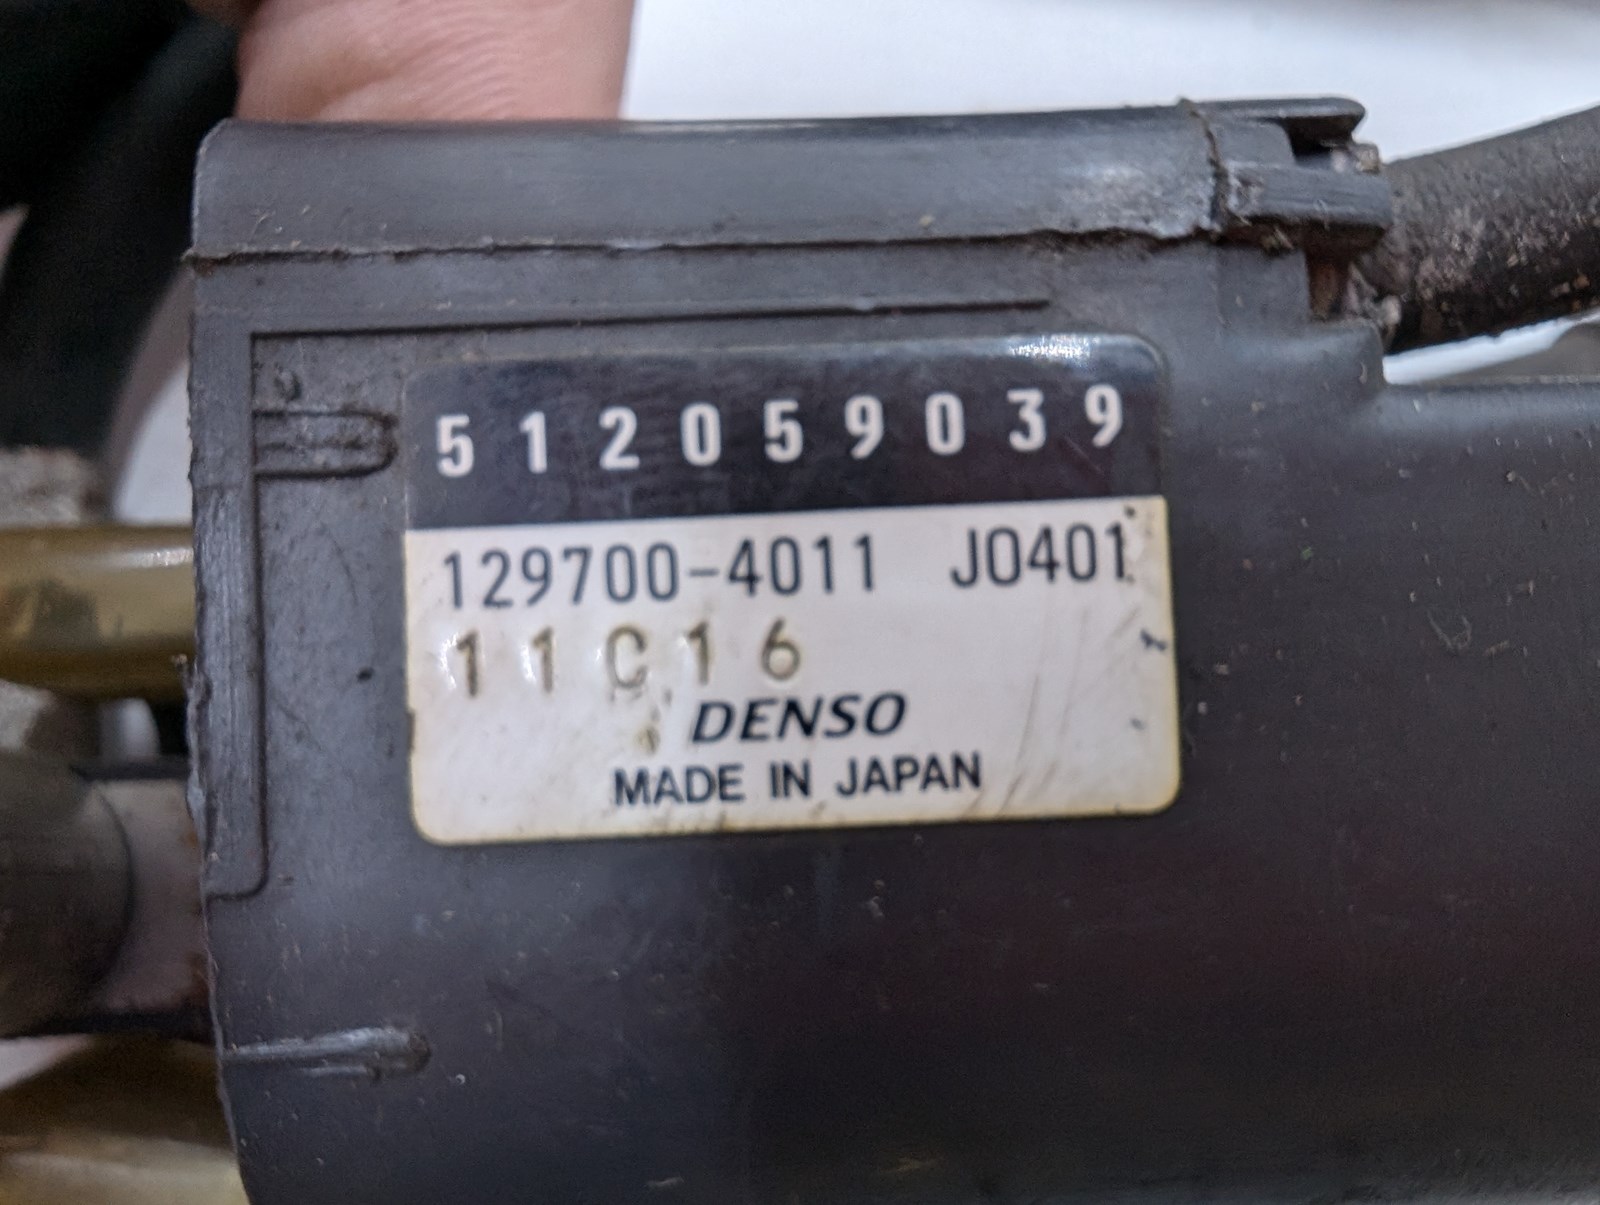 512059039
129700-4011 J0401
11C16
DENSO
MADE IN JAPAN